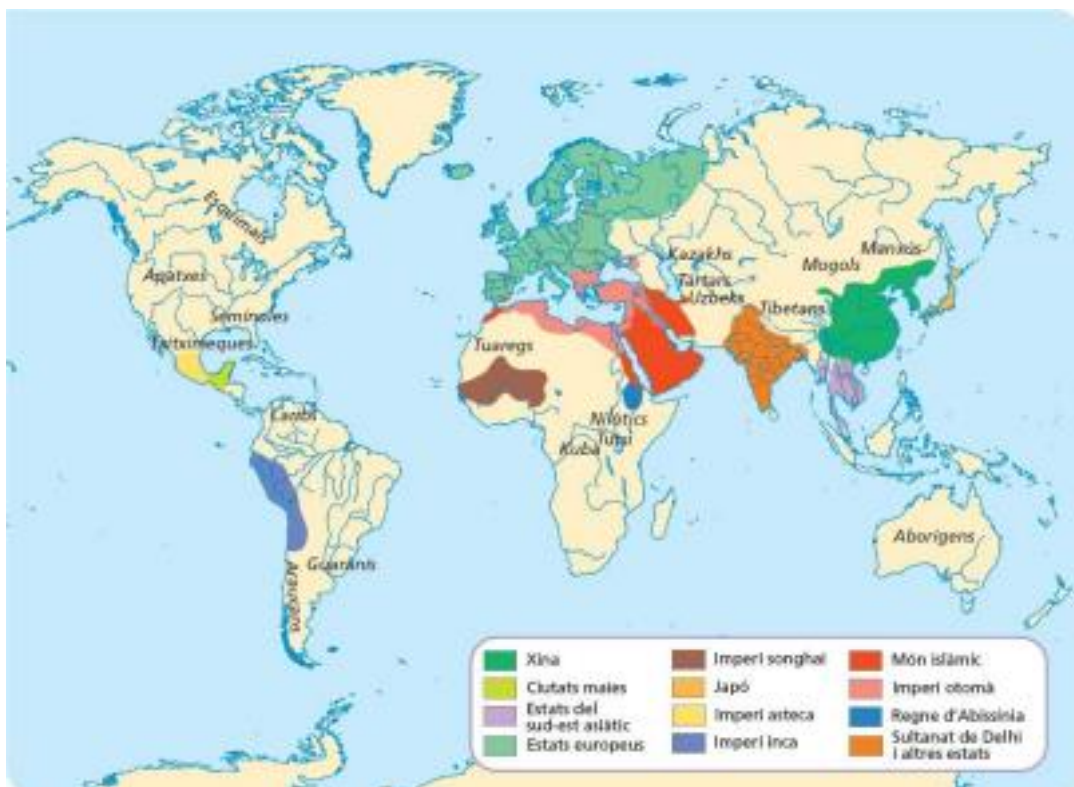 Esquimals
Apatxes
Seminoles
Txitximeques
Caribs
Guaranís
Araucans
Tuaregs
Nilòtics
Tutsi
Kuba
Kazakhs
Tàrtars
Uzbeks
Tibetans
Mogols
Manxús
Aborígens
Xina
Ciutats maies
Estats del
sud-est asiàtic
Estats europeus
Imperi songhai
Japó
Imperi asteca
Imperi inca
Món islàmic
Imperi otomà
Regne d'Abissínia
Sultanat de Delhi
i altres estats